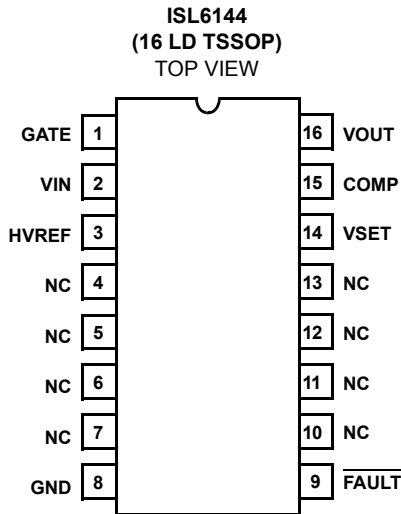 ISL6144
(16 LD TSSOP)
TOP VIEW
GATE 1 16 VOUT
VIN 2 15 COMP
HVREF 3 14 VSET
NC 4 13 NC
NC 5 12 NC
NC 6 11 NC
NC 7 10 NC
GND 8 9 FAULT